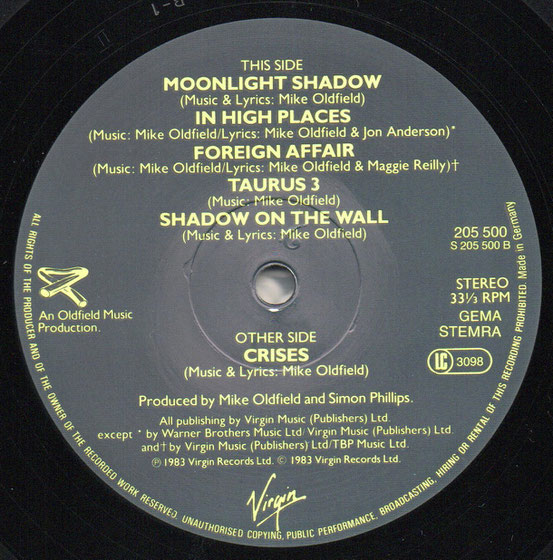 THIS SIDE
MOONLIGHT SHADOW
(Music & Lyrics: Mike Oldfield)
IN HIGH PLACES
(Music: Mike Oldfield/Lyrics: Mike Oldfield & Jon Anderson)*
FOREIGN AFFAIR
(Music: Mike Oldfield/Lyrics: Mike Oldfield & Maggie Reilly)†
TAURUS 3
(Music: Mike Oldfield)
SHADOW ON THE WALL
(Music & Lyrics: Mike Oldfield)
205 500
S 205 500 B
STEREO
33⅓ RPM
GEMA
STEMRA
LC 3098
An Oldfield Music
Production.
OTHER SIDE
CRISES
(Music & Lyrics: Mike Oldfield)
Produced by Mike Oldfield and Simon Phillips.
All publishing by Virgin Music (Publishers) Ltd.
except * by Warner Brothers Music Ltd/Virgin Music (Publishers) Ltd.
and † by Virgin Music (Publishers) Ltd/TBP Music Ltd.
℗ 1983 Virgin Records Ltd. © 1983 Virgin Records Ltd.
Virgin
ALL RIGHTS OF THE PRODUCER AND OF THE OWNER OF THE RECORDED WORK RESERVED. UNAUTHORISED COPYING, PUBLIC PERFORMANCE, BROADCASTING, HIRING OR RENTAL OF THIS RECORDING PROHIBITED. Made in Germany